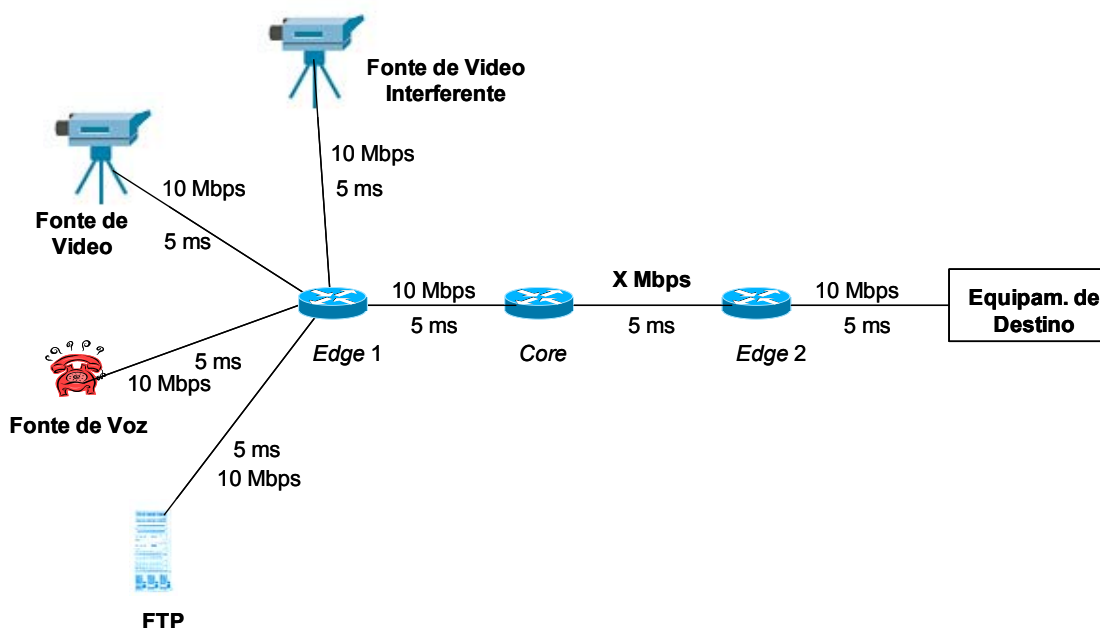 Fonte de Video
Interferente
10 Mbps
5 ms
10 Mbps
5 ms
Fonte de
Video
10 Mbps
5 ms
Edge 1
Core
X Mbps
5 ms
Edge 2
10 Mbps
5 ms
Equipam. de
Destino
5 ms
10 Mbps
Fonte de Voz
5 ms
10 Mbps
FTP